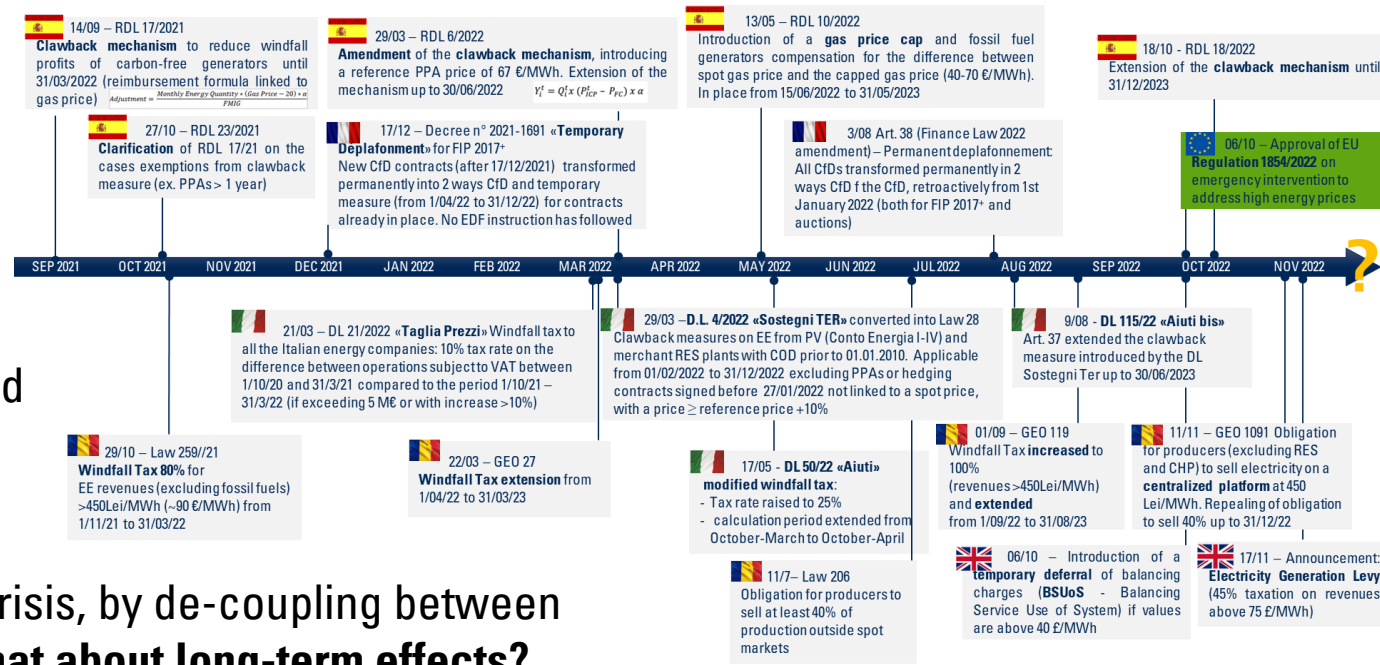 14/09 – RDL 17/2021
Clawback mechanism to reduce windfall
profits of carbon-free generators until
31/03/2022 (reimbursement formula linked to
gas price)
Adjustment = Monthly Energy Quantity * (Gas Price − 20) * α / FMIG
29/03 – RDL 6/2022
Amendment of the clawback mechanism, introducing
a reference PPA price of 67 €/MWh. Extension of the
mechanism up to 30/06/2022
13/05 – RDL 10/2022
Introduction of a gas price cap and fossil fuel
generators compensation for the difference between
spot gas price and the capped gas price (40-70 €/MWh).
In place from 15/06/2022 to 31/05/2023
18/10 - RDL 18/2022
Extension of the clawback mechanism until
31/12/2023
27/10 – RDL 23/2021
Clarification of RDL 17/21 on the
cases exemptions from clawback
measure (ex. PPAs > 1 year)
17/12 – Decree n° 2021-1691 «Temporary
Deplafonment» for FIP 2017+
New CfD contracts (after 17/12/2021) transformed
permanently into 2 ways CfD and temporary
measure (from 1/04/22 to 31/12/22) for contracts
already in place. No EDF instruction has followed
3/08 Art. 38 (Finance Law 2022
amendment) – Permanent deplafonnement:
All CfDs transformed permanently in 2
ways CfD f the CfD, retroactively from 1st
January 2022 (both for FIP 2017+ and
auctions)
06/10 – Approval of EU
Regulation 1854/2022 on
emergency intervention to
address high energy prices
SEP 2021 OCT 2021 NOV 2021 DEC 2021 JAN 2022 FEB 2022 MAR 2022 APR 2022 MAY 2022 JUN 2022 JUL 2022 AUG 2022 SEP 2022 OCT 2022 NOV 2022 ?
21/03 – DL 21/2022 «Taglia Prezzi» Windfall tax to
all the Italian energy companies: 10% tax rate on the
difference between operations subject to VAT between
1/10/20 and 31/3/21 compared to the period 1/10/21 –
31/3/22 (if exceeding 5 M€ or with increase >10%)
29/03 –D.L. 4/2022 «Sostegni TER» converted into Law 28
Clawback measures on EE from PV (Conto Energia I-IV) and
merchant RES plants with COD prior to 01.01.2010. Applicable
from 01/02/2022 to 31/12/2022 excluding PPAs or hedging
contracts signed before 27/01/2022 not linked to a spot price,
with a price ≥ reference price +10%
9/08 - DL 115/22 «Aiuti bis»
Art. 37 extended the clawback
measure introduced by the DL
Sostegni Ter up to 30/06/2023
d
29/10 – Law 259//21
Windfall Tax 80% for
EE revenues (excluding fossil fuels)
>450Lei/MWh (~90 €/MWh) from
1/11/21 to 31/03/22
22/03 – GEO 27
Windfall Tax extension from
1/04/22 to 31/03/23
17/05 - DL 50/22 «Aiuti»
modified windfall tax:
- Tax rate raised to 25%
- calculation period extended from
October-March to October-April
01/09 – GEO 119
Windfall Tax increased to
100%
(revenues >450Lei/MWh)
and extended
from 1/09/22 to 31/08/23
11/11 – GEO 1091 Obligation
for producers (excluding RES
and CHP) to sell electricity on a
centralized platform at 450
Lei/MWh. Repealing of obligation
to sell 40% up to 31/12/22
11/7– Law 206
Obligation for producers to
sell at least 40% of
production outside spot
markets
06/10 – Introduction of a
temporary deferral of balancing
charges (BSUoS - Balancing
Service Use of System) if values
are above 40 £/MWh
17/11 – Announcement:
Electricity Generation Levy
(45% taxation on revenues
above 75 £/MWh)
risis, by de-coupling between
at about long-term effects?